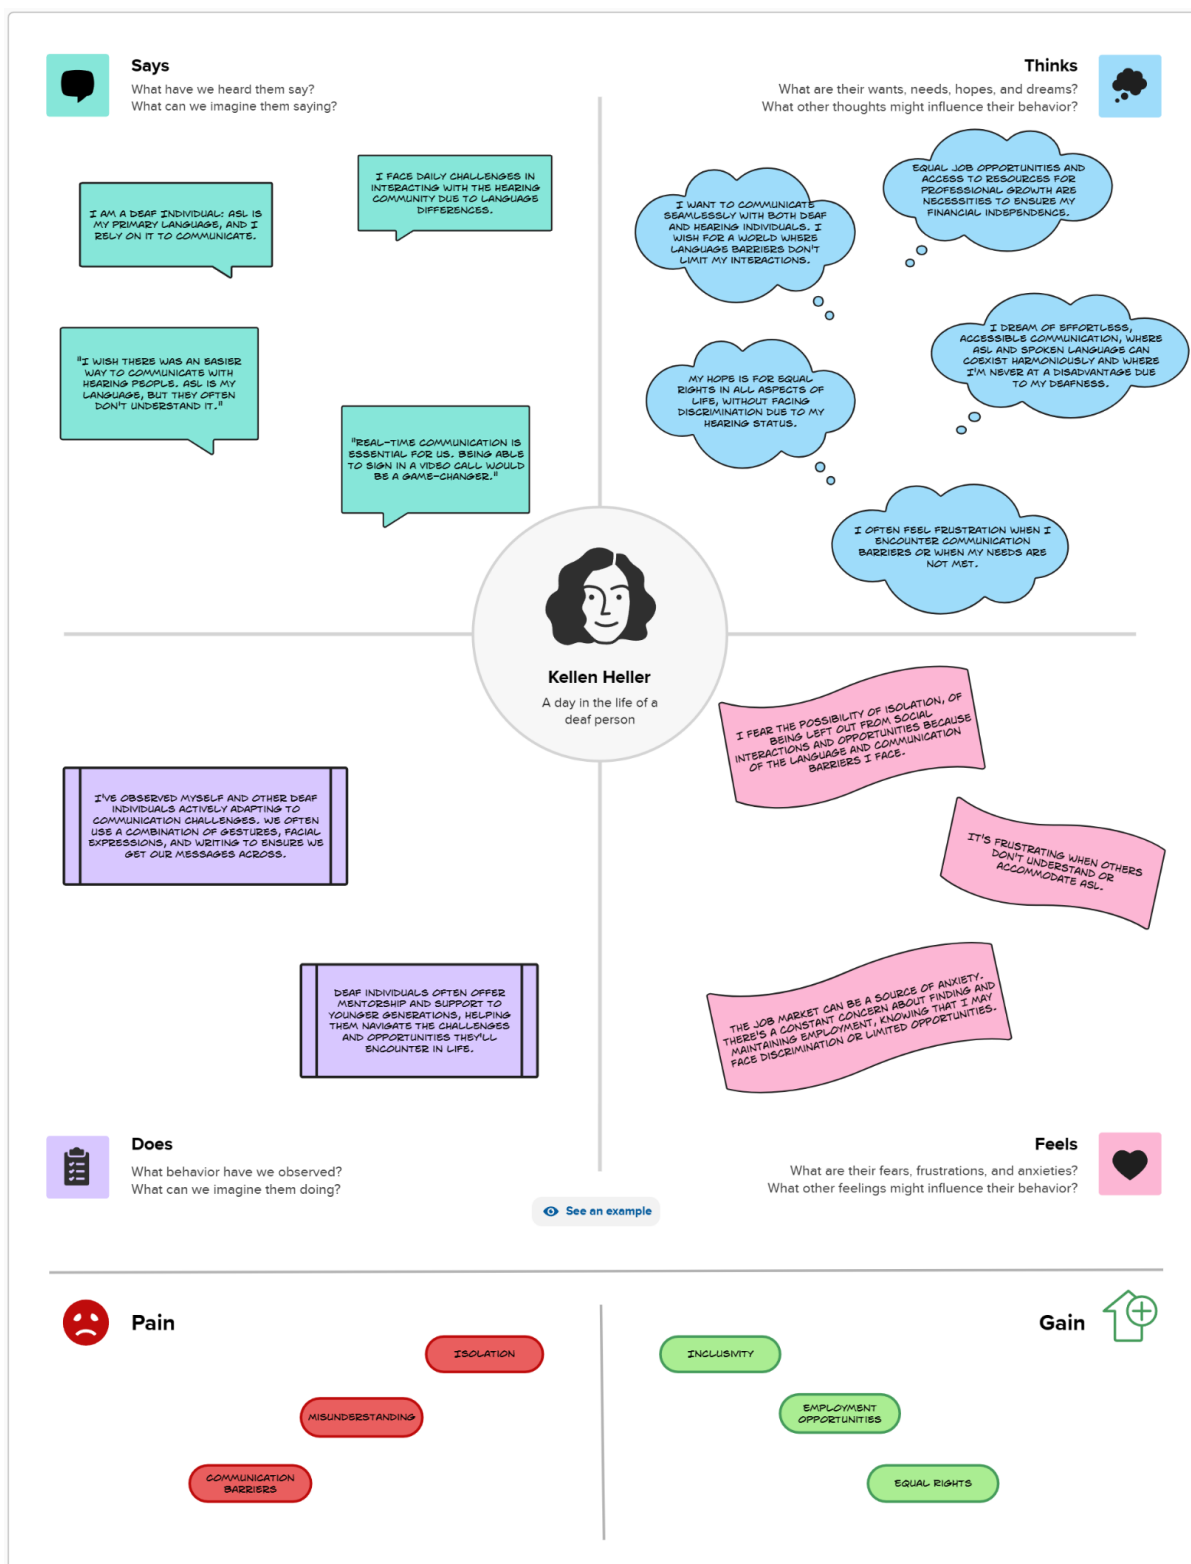 Says
What have we heard them say?
What can we imagine them saying?
Thinks
What are their wants, needs, hopes, and dreams?
What other thoughts might influence their behavior?
I AM A DEAF INDIVIDUAL: ASL IS
MY PRIMARY LANGUAGE, AND I
RELY ON IT TO COMMUNICATE.
I FACE DAILY CHALLENGES IN
INTERACTING WITH THE HEARING
COMMUNITY DUE TO LANGUAGE
DIFFERENCES.
"I WISH THERE WAS AN EASIER
WAY TO COMMUNICATE WITH
HEARING PEOPLE. ASL IS MY
LANGUAGE, BUT THEY OFTEN
DON'T UNDERSTAND IT."
"REAL-TIME COMMUNICATION IS
ESSENTIAL FOR US. BEING ABLE
TO SIGN IN A VIDEO CALL WOULD
BE A GAME-CHANGER."
I WANT TO COMMUNICATE
SEAMLESSLY WITH BOTH DEAF
AND HEARING INDIVIDUALS. I
WISH FOR A WORLD WHERE
LANGUAGE BARRIERS DON'T
LIMIT MY INTERACTIONS.
EQUAL JOB OPPORTUNITIES AND
ACCESS TO RESOURCES FOR
PROFESSIONAL GROWTH ARE
NECESSITIES TO ENSURE MY
FINANCIAL INDEPENDENCE.
I DREAM OF EFFORTLESS,
ACCESSIBLE COMMUNICATION, WHERE
ASL AND SPOKEN LANGUAGE CAN
COEXIST HARMONIOUSLY AND WHERE
I'M NEVER AT A DISADVANTAGE DUE
TO MY DEAFNESS.
MY HOPE IS FOR EQUAL
RIGHTS IN ALL ASPECTS OF
LIFE, WITHOUT FACING
DISCRIMINATION DUE TO MY
HEARING STATUS.
I OFTEN FEEL FRUSTRATION WHEN I
ENCOUNTER COMMUNICATION
BARRIERS OR WHEN MY NEEDS ARE
NOT MET.
Kellen Heller
A day in the life of a
deaf person
I'VE OBSERVED MYSELF AND OTHER DEAF
INDIVIDUALS ACTIVELY ADAPTING TO
COMMUNICATION CHALLENGES. WE OFTEN
USE A COMBINATION OF GESTURES, FACIAL
EXPRESSIONS, AND WRITING TO ENSURE WE
GET OUR MESSAGES ACROSS.
DEAF INDIVIDUALS OFTEN OFFER
MENTORSHIP AND SUPPORT TO
YOUNGER GENERATIONS, HELPING
THEM NAVIGATE THE CHALLENGES
AND OPPORTUNITIES THEY'LL
ENCOUNTER IN LIFE.
I FEAR THE POSSIBILITY OF ISOLATION, OF
BEING LEFT OUT FROM SOCIAL
INTERACTIONS AND OPPORTUNITIES BECAUSE
OF THE LANGUAGE AND COMMUNICATION
BARRIERS I FACE.
IT'S FRUSTRATING WHEN OTHERS
DON'T UNDERSTAND OR
ACCOMMODATE ASL.
THE JOB MARKET CAN BE A SOURCE OF ANXIETY.
THERE'S A CONSTANT CONCERN ABOUT FINDING AND
MAINTAINING EMPLOYMENT, KNOWING THAT I MAY
FACE DISCRIMINATION OR LIMITED OPPORTUNITIES.
Does
What behavior have we observed?
What can we imagine them doing?
Feels
What are their fears, frustrations, and anxieties?
What other feelings might influence their behavior?
See an example
Pain
ISOLATION
MISUNDERSTANDING
COMMUNICATION
BARRIERS
Gain
INCLUSIVITY
EMPLOYMENT
OPPORTUNITIES
EQUAL RIGHTS